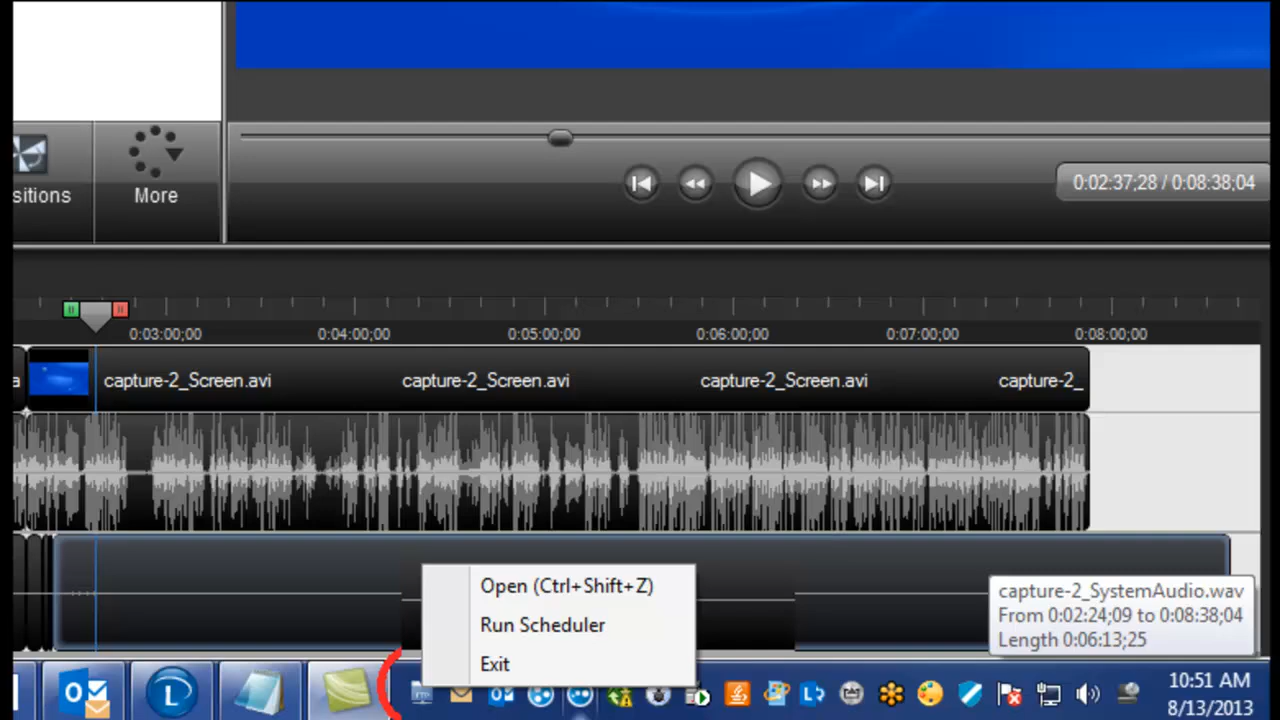 sitions
More
0:02:37;28 / 0:08:38;04
0:03:00;00 0:04:00;00 0:05:00;00 0:06:00;00 0:07:00;00 0:08:00;00
a capture-2_Screen.avi capture-2_Screen.avi capture-2_Screen.avi capture-2_
Open (Ctrl+Shift+Z)
Run Scheduler
Exit
capture-2_SystemAudio.wav
From 0:02:24;09 to 0:08:38;04
Length 0:06:13;25
FTP
10:51 AM
8/13/2013